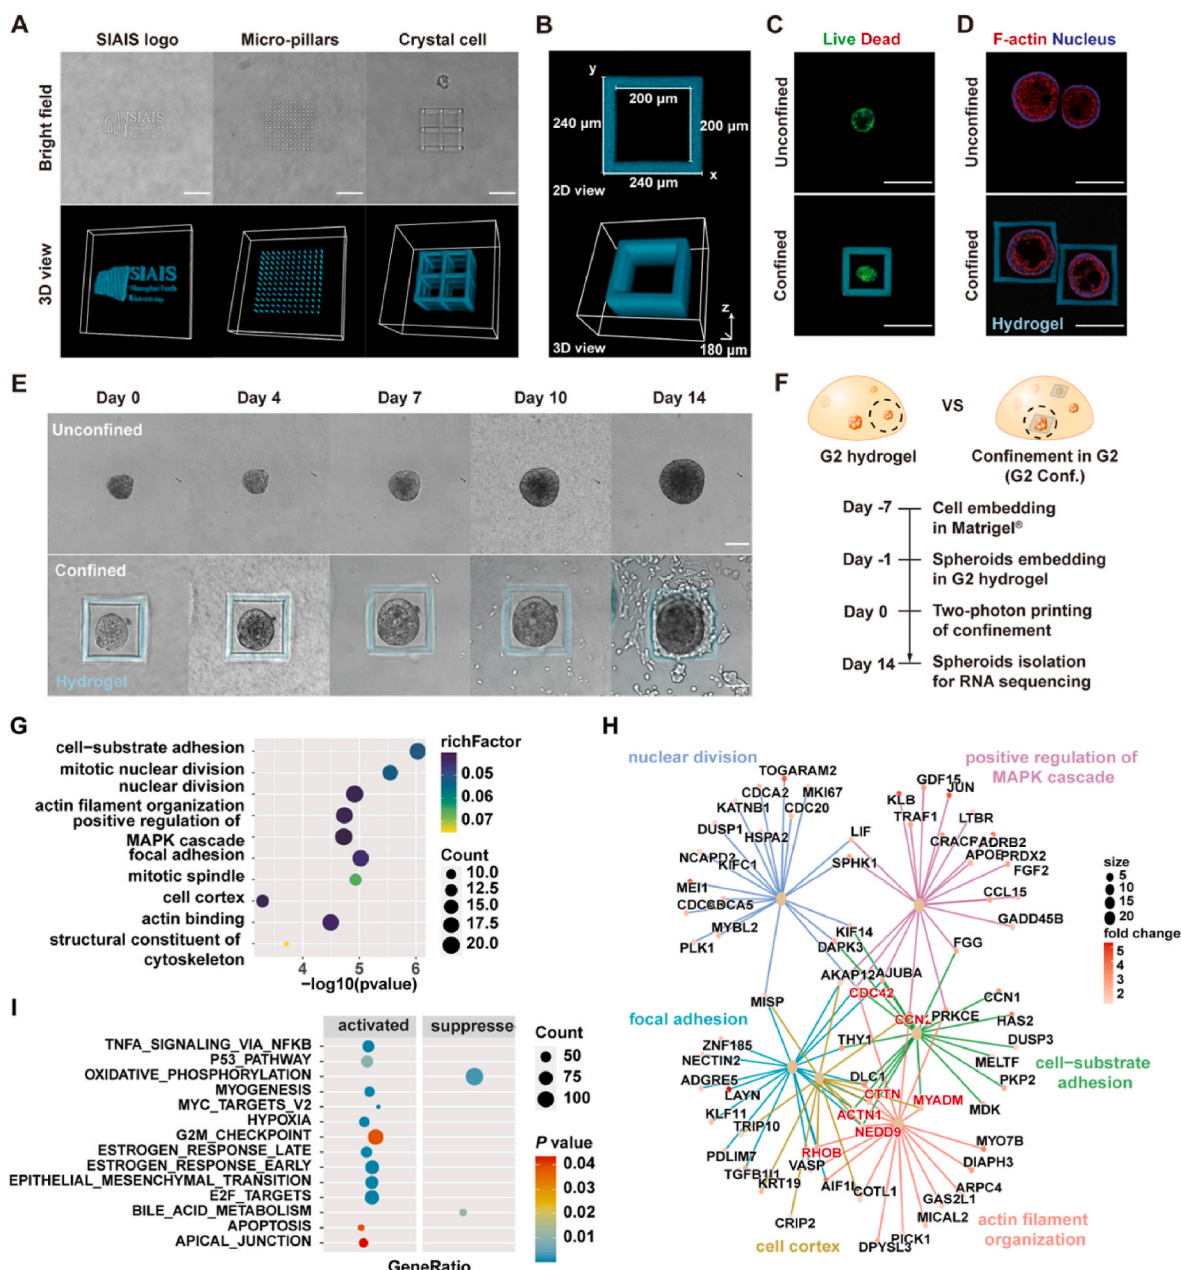 A
SIAIS logo
Micro-pillars
Crystal cell
Bright field
3D view
SIAIS
SIAIS
ShanghaiTech
University
B
y
200 µm
240 µm
200 µm
240 µm
x
2D view
z
3D view
180 µm
C
Live Dead
Unconfined
Confined
D
F-actin Nucleus
Unconfined
Confined
Hydrogel
E
Day 0
Day 4
Day 7
Day 10
Day 14
Unconfined
Confined
Hydrogel
F
VS
G2 hydrogel
Confinement in G2
(G2 Conf.)
Day -7
Cell embedding
in Matrigel®
Day -1
Spheroids embedding
in G2 hydrogel
Day 0
Two-photon printing
of confinement
Day 14
Spheroids isolation
for RNA sequencing
G
cell−substrate adhesion
mitotic nuclear division
nuclear division
actin filament organization
positive regulation of
MAPK cascade
focal adhesion
mitotic spindle
cell cortex
actin binding
structural constituent of
cytoskeleton
4
5
6
−log10(pvalue)
richFactor
0.05
0.06
0.07
Count
10.0
12.5
15.0
17.5
20.0
H
nuclear division
positive regulation of
MAPK cascade
TOGARAM2
CDCA2
MKI67
KATNB1
CDC20
DUSP1
HSPA2
NCAPD2
KIFC1
MEI1
CDCA5
MYBL2
PLK1
LIF
SPHK1
KIF14
DAPK3
GDF15
JUN
KLB
TRAF1
LTBR
ADRB2
APOE
PRDX2
FGF2
CCL15
GADD45B
FGG
AKAP12
AJUBA
CDC42
MISP
CCN2
PRKCE
CCN1
HAS2
DUSP3
THY1
MELTF
PKP2
MDK
cell−substrate
adhesion
focal adhesion
ZNF185
NECTIN2
ADGRE5
LAYN
KLF11
TRIP10
PDLIM7
TGFB1I1
KRT19
DLC1
CTTN
MYADM
ACTN1
NEDD9
RHOB
VASP
AIF1L
COTL1
CRIP2
cell cortex
MYO7B
DIAPH3
ARPC4
GAS2L1
MICAL2
PICK1
DPYSL3
actin filament
organization
size
5
10
15
20
fold change
5
4
3
2
I
activated
suppresse
TNFA_SIGNALING_VIA_NFKB
P53_PATHWAY
OXIDATIVE_PHOSPHORYLATION
MYOGENESIS
MYC_TARGETS_V2
HYPOXIA
G2M_CHECKPOINT
ESTROGEN_RESPONSE_LATE
ESTROGEN_RESPONSE_EARLY
EPITHELIAL_MESENCHYMAL_TRANSITION
E2F_TARGETS
BILE_ACID_METABOLISM
APOPTOSIS
APICAL_JUNCTION
GeneRatio
Count
50
75
100
P value
0.04
0.03
0.02
0.01